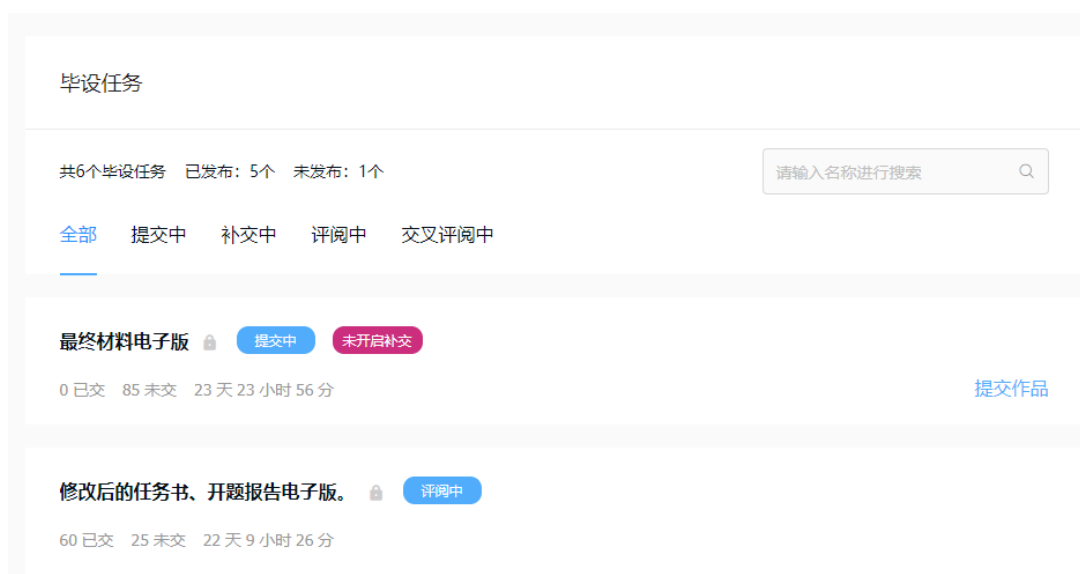 毕设任务
共6个毕设任务 已发布：5个 未发布：1个
请输入名称进行搜索
全部 提交中 补交中 评阅中 交叉评阅中
最终材料电子版 提交中 未开启补交
0 已交 85 未交 23 天 23 小时 56 分
提交作品
修改后的任务书、开题报告电子版。 评阅中
60 已交 25 未交 22 天 9 小时 26 分